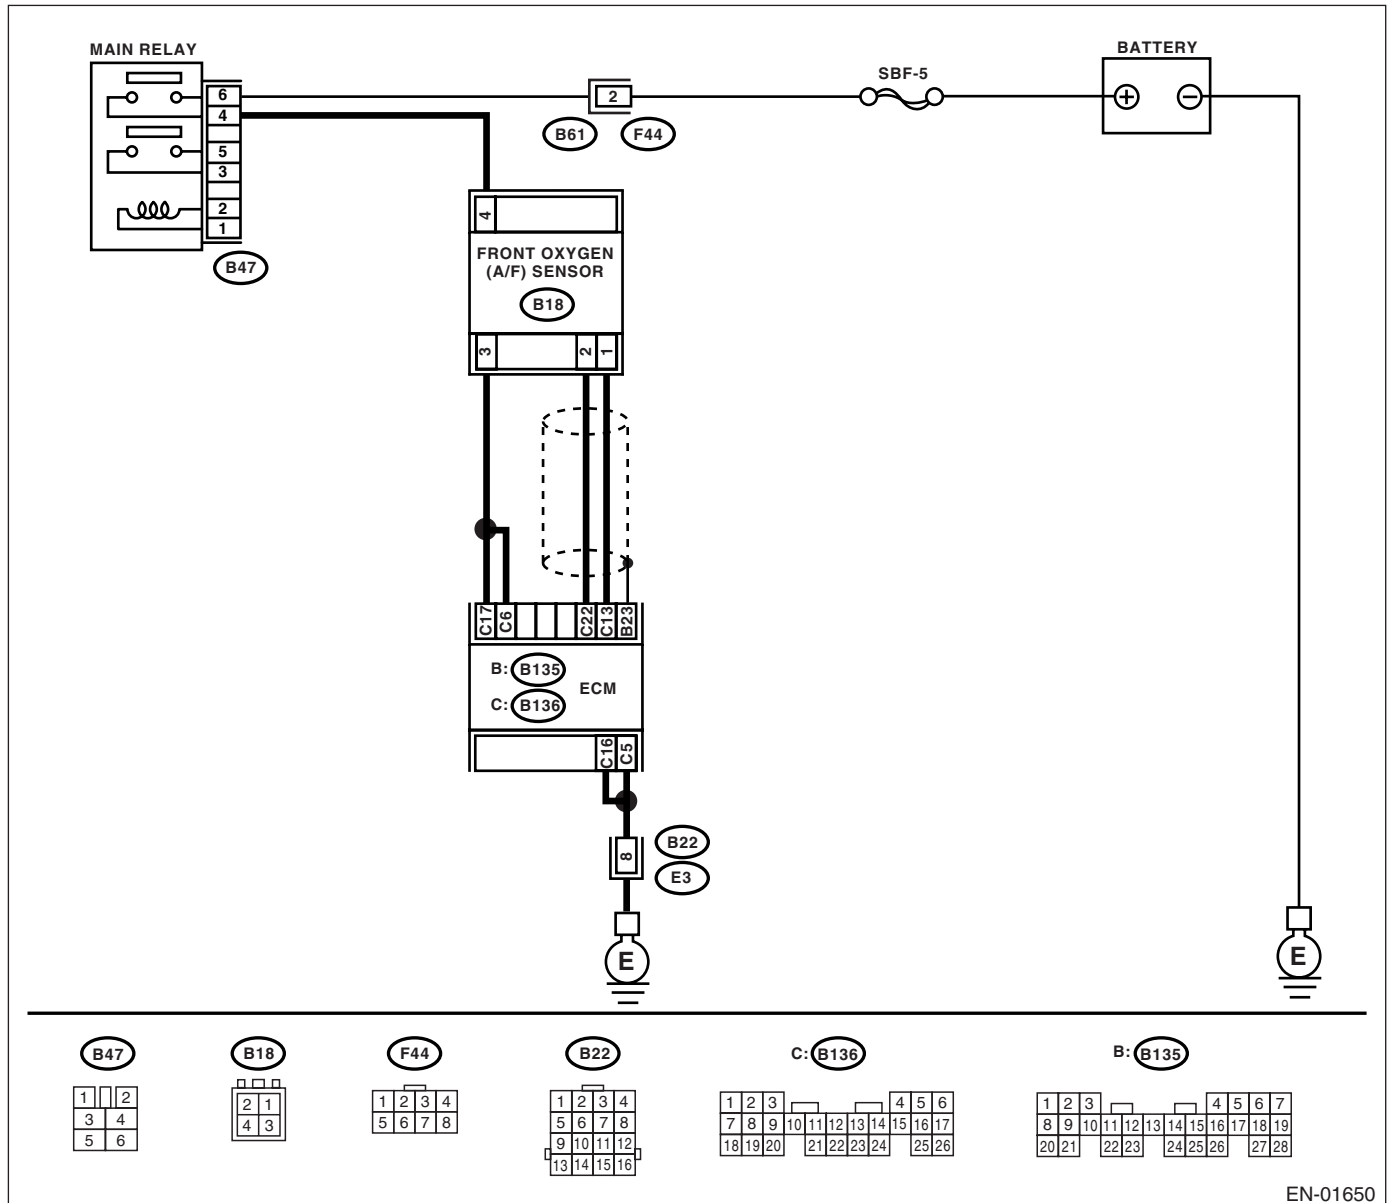 MAIN RELAY
BATTERY
SBF-5
6
4
5
3
2
1
2
B61
F44
B47
4
FRONT OXYGEN
(A/F) SENSOR
B18
3
2
1
C17
C6
C22
C13
B23
B: B135
ECM
C: B136
C16
C5
8
B22
E3
E
E
B47
B18
F44
B22
C: B136
B: B135
1 2
3 4
5 6
2 1
4 3
1 2 3 4
5 6 7 8
1 2 3 4
5 6 7 8
9 10 11 12
13 14 15 16
1 2 3 4 5 6
7 8 9 10 11 12 13 14 15 16 17
18 19 20 21 22 23 24 25 26
1 2 3 4 5 6 7
8 9 10 11 12 13 14 15 16 17 18 19
20 21 22 23 24 25 26 27 28
EN-01650